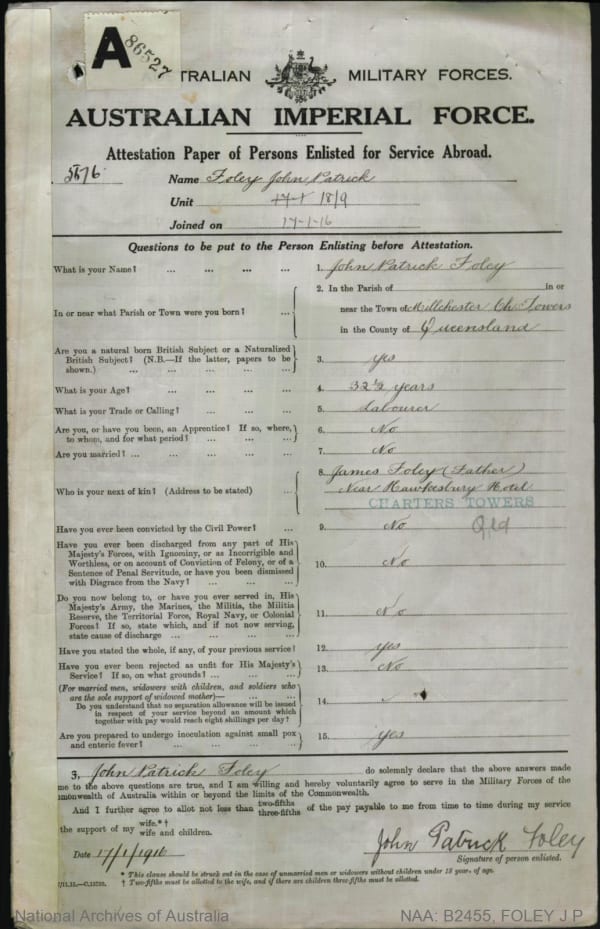 A 86527
TRALIAN MILITARY FORCES.
AUSTRALIAN IMPERIAL FORCE.
Attestation Paper of Persons Enlisted for Service Abroad.
5576 Name Foley John Patrick
Unit 18/9
Joined on 17-1-16
Questions to be put to the Person Enlisting before Attestation.
What is your Name? ... ... ... ... 1. John Patrick Foley
In or near what Parish or Town were you born? ... 2. In the Parish of in or
near the Town of Millchester Ch Towers
in the County of Queensland
Are you a natural born British Subject or a Naturalized
British Subject? (N.B.—If the latter, papers to be
shown.) ... ... ... ... ... 3. yes
What is your Age? ... ... ... ... 4. 32½ years
What is your Trade or Calling? ... ... ... 5. Labourer
Are you, or have you been, an Apprentice? If so, where,
to whom, and for what period? ... ... ... 6. No
Are you married? ... ... ... ... ... 7. No
Who is your next of kin? (Address to be stated) ... 8. James Foley (Father)
Near Hawkesbury Hotel
CHARTERS TOWERS
Qld
Have you ever been convicted by the Civil Power? ... 9. No
Have you ever been discharged from any part of His
Majesty's Forces, with Ignominy, or as Incorrigible and
Worthless, or on account of Conviction of Felony, or of a
Sentence of Penal Servitude, or have you been dismissed
with Disgrace from the Navy? ... ... ... 10. No
Do you now belong to, or have you ever served in, His
Majesty's Army, the Marines, the Militia, the Militia
Reserve, the Territorial Force, Royal Navy, or Colonial
Forces? If so, state which, and if not now serving,
state cause of discharge ... ... ... ... 11. No
Have you stated the whole, if any, of your previous service? 12. yes
Have you ever been rejected as unfit for His Majesty's
Service? If so, on what grounds? ... ... ... 13. No
(For married men, widowers with children, and soldiers who
are the sole support of widowed mother)—
Do you understand that no separation allowance will be issued
in respect of your service beyond an amount which
together with pay would reach eight shillings per day? 14.
Are you prepared to undergo inoculation against small pox
and enteric fever? ... ... ... ... 15. Yes
I, John Patrick Foley do solemnly declare that the above answers made
me to the above questions are true, and I am willing and hereby voluntarily agree to serve in the Military Forces of the
mmonwealth of Australia within or beyond the limits of the Commonwealth.
And I further agree to allot not less than two-fifths three-fifths of the pay payable to me from time to time during my service
the support of my wife.*† wife and children.
John Patrick Foley
Date 17/1/1916 Signature of person enlisted.
* This clause should be struck out in the case of unmarried men or widowers without children under 18 years of age.
† Two-fifths must be allotted to the wife, and if there are children three-fifths must be allotted.
National Archives of Australia NAA: B2455, FOLEY J P